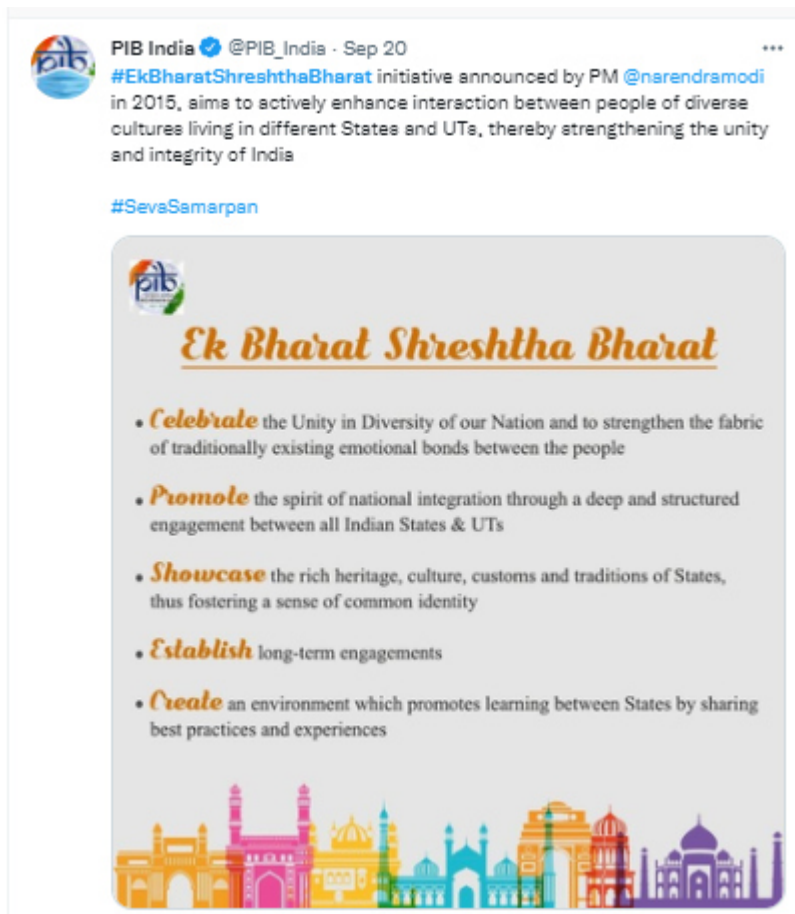 PIB India @PIB_India · Sep 20
#EkBharatShreshthaBharat initiative announced by PM @narendramodi
in 2015, aims to actively enhance interaction between people of diverse
cultures living in different States and UTs, thereby strengthening the unity
and integrity of India
#SevaSamarpan
pib
Ek Bharat Shreshtha Bharat
• Celebrate the Unity in Diversity of our Nation and to strengthen the fabric
of traditionally existing emotional bonds between the people
• Promote the spirit of national integration through a deep and structured
engagement between all Indian States & UTs
• Showcase the rich heritage, culture, customs and traditions of States,
thus fostering a sense of common identity
• Establish long-term engagements
• Create an environment which promotes learning between States by sharing
best practices and experiences